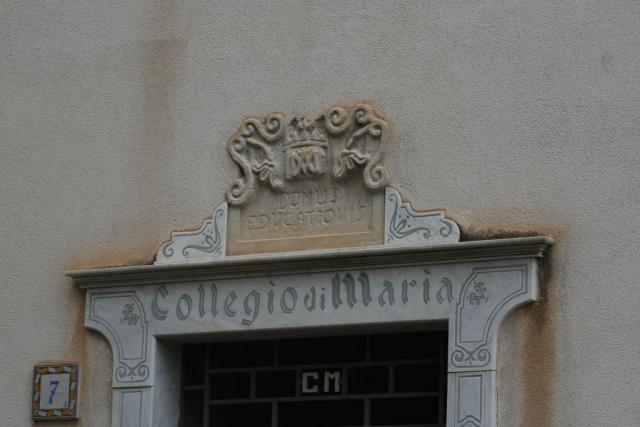 DOMUS
EDUCATIONIS
Collegio di Maria
CM
7